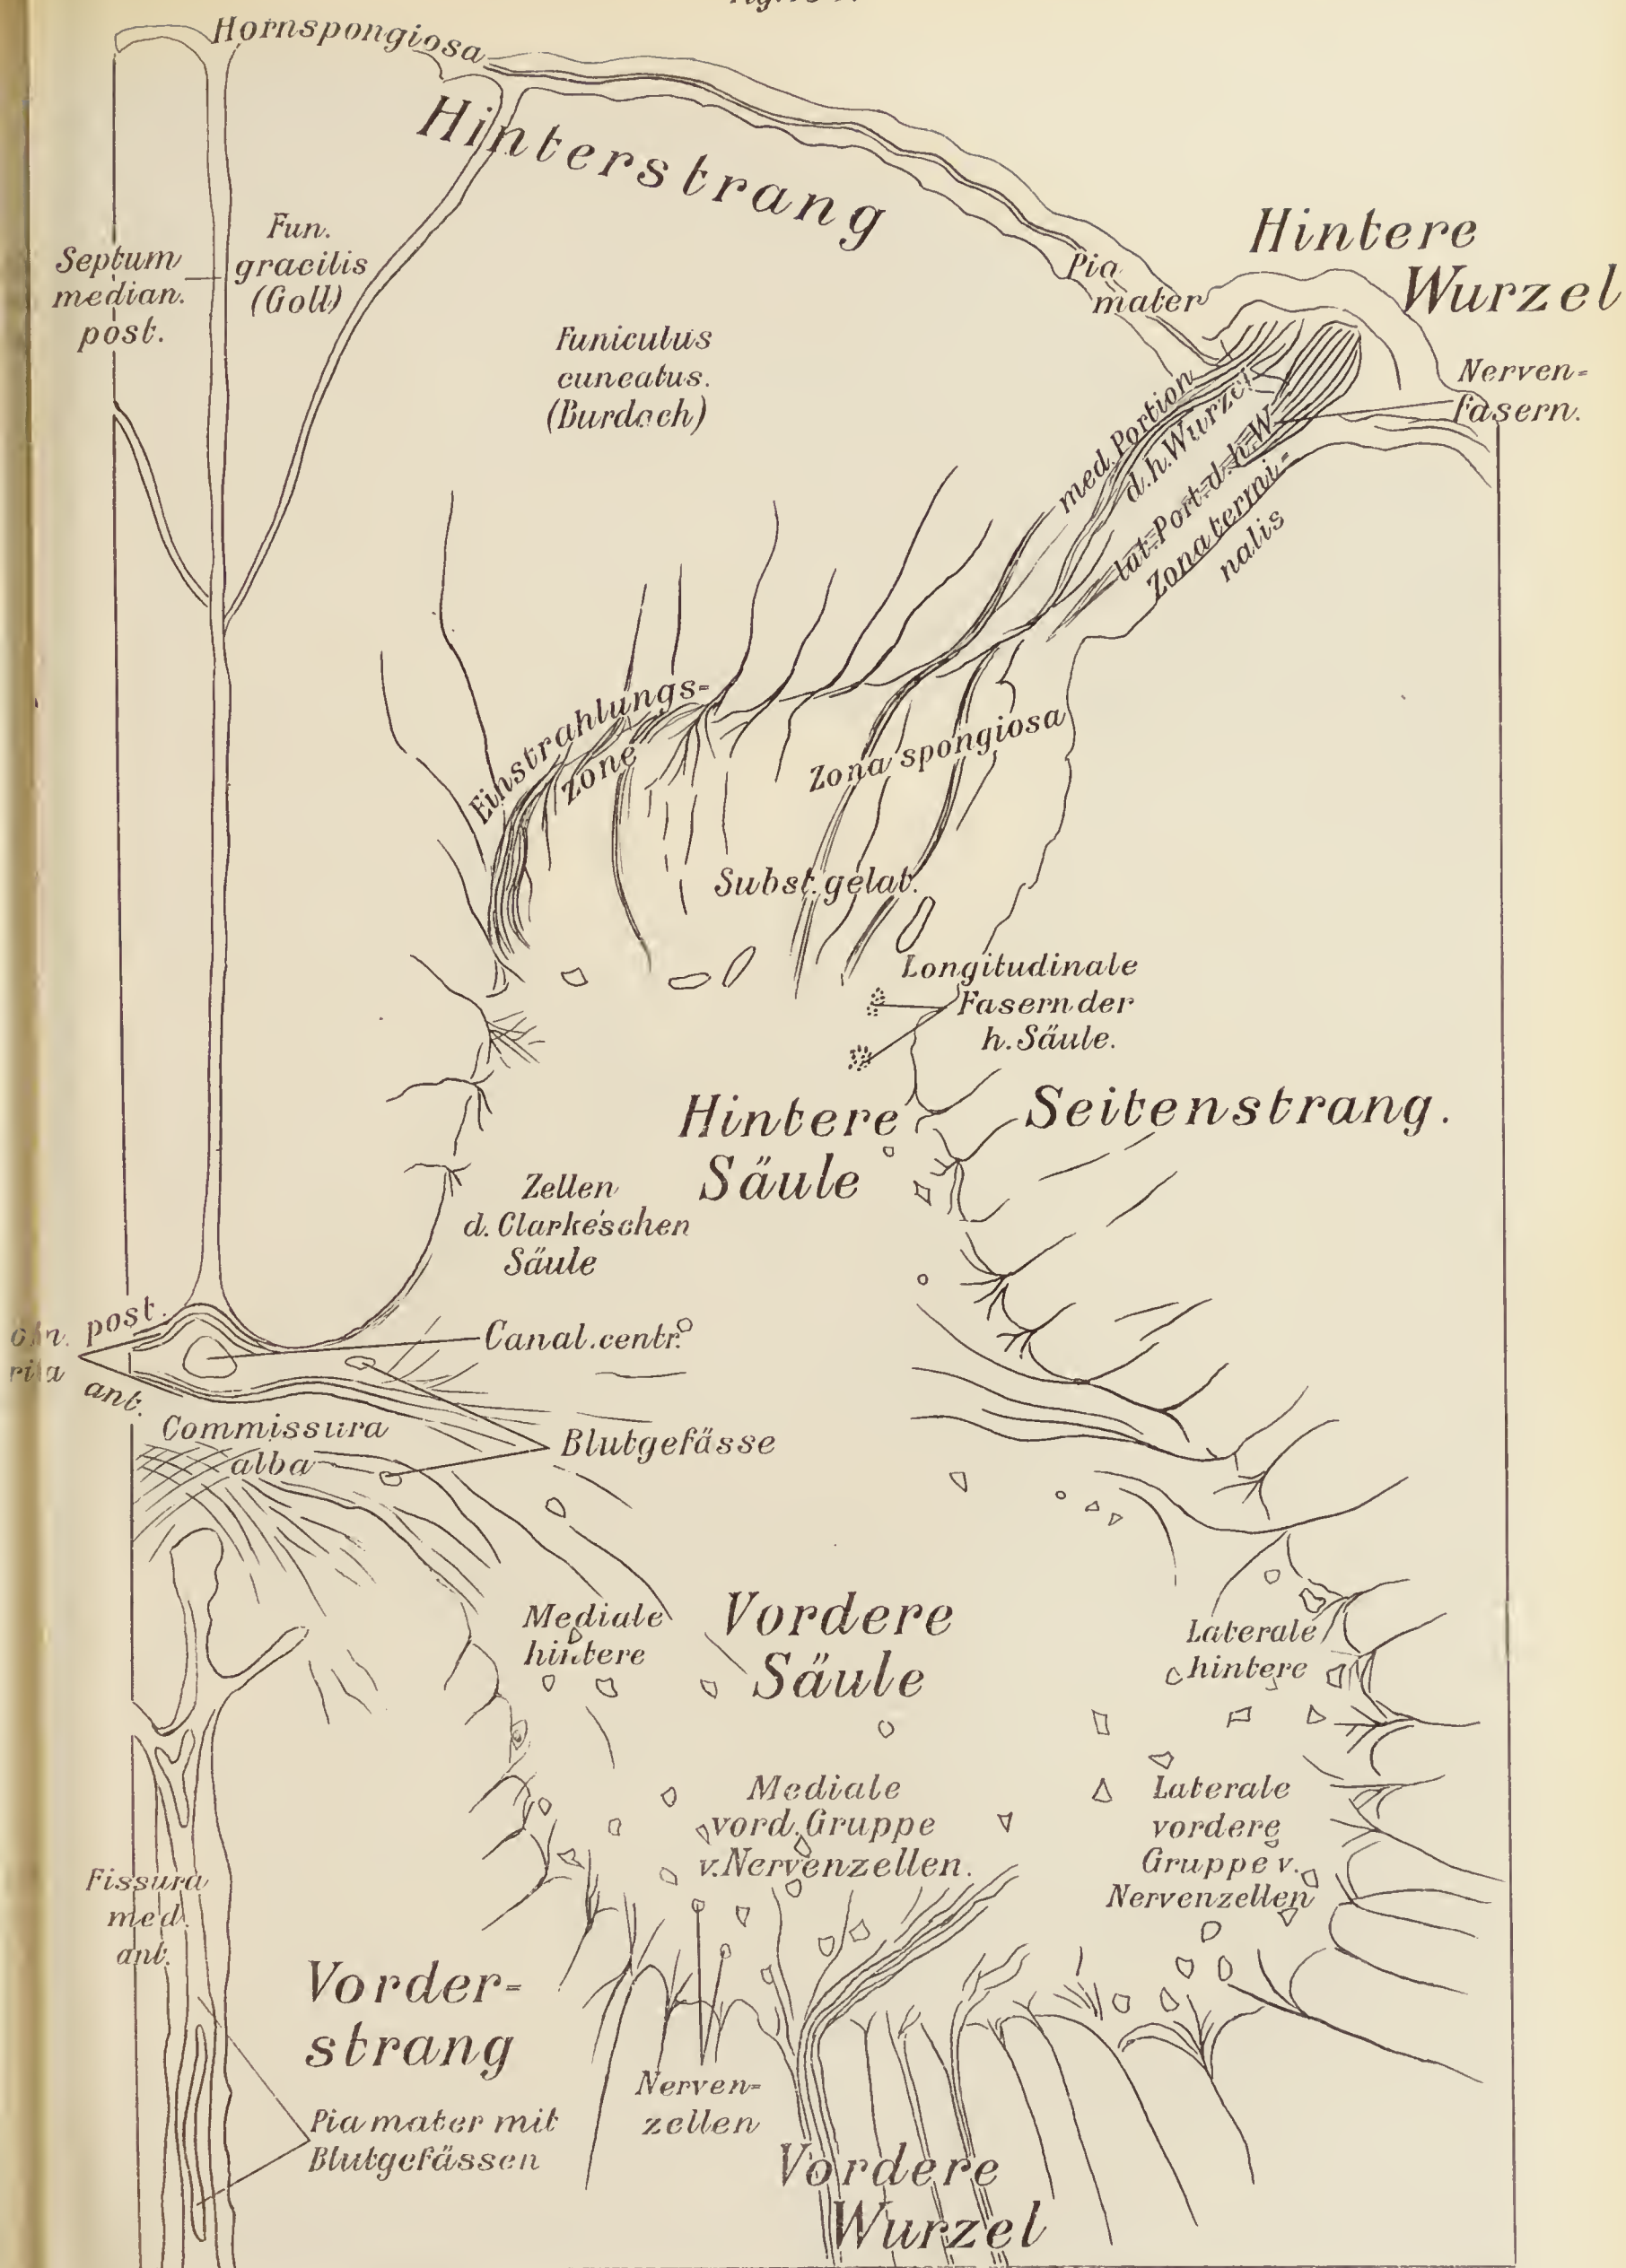 Hornspongiosa
Hinterstrang
Septum
median.
post.
Fun.
gracilis
(Goll)
Funiculus
cuneatus.
(Burdach)
Pia
mater
Hintere
Wurzel
Nerven=
fasern.
med. Portion
d.h.Wurzel
lat. Port. d. h. W.
Zona termi-
nalis
Einstrahlungs=
zone
Zona spongiosa
Subst. gelat.
Longitudinale
Fasern der
h. Säule.
Hintere
Säule
Seitenstrang.
Zellen
d. Clarke'schen
Säule
post.
ant.
Canal. centr.
Commissura
alba
Blutgefässe
Mediale
hintere
Vordere
Säule
Laterale
hintere
Mediale
vord. Gruppe
v. Nervenzellen.
Laterale
vordere
Gruppe v.
Nervenzellen
Fissura
med.
ant.
Vorder=
strang
Nerven=
zellen
Pia mater mit
Blutgefässen
Vordere
Wurzel